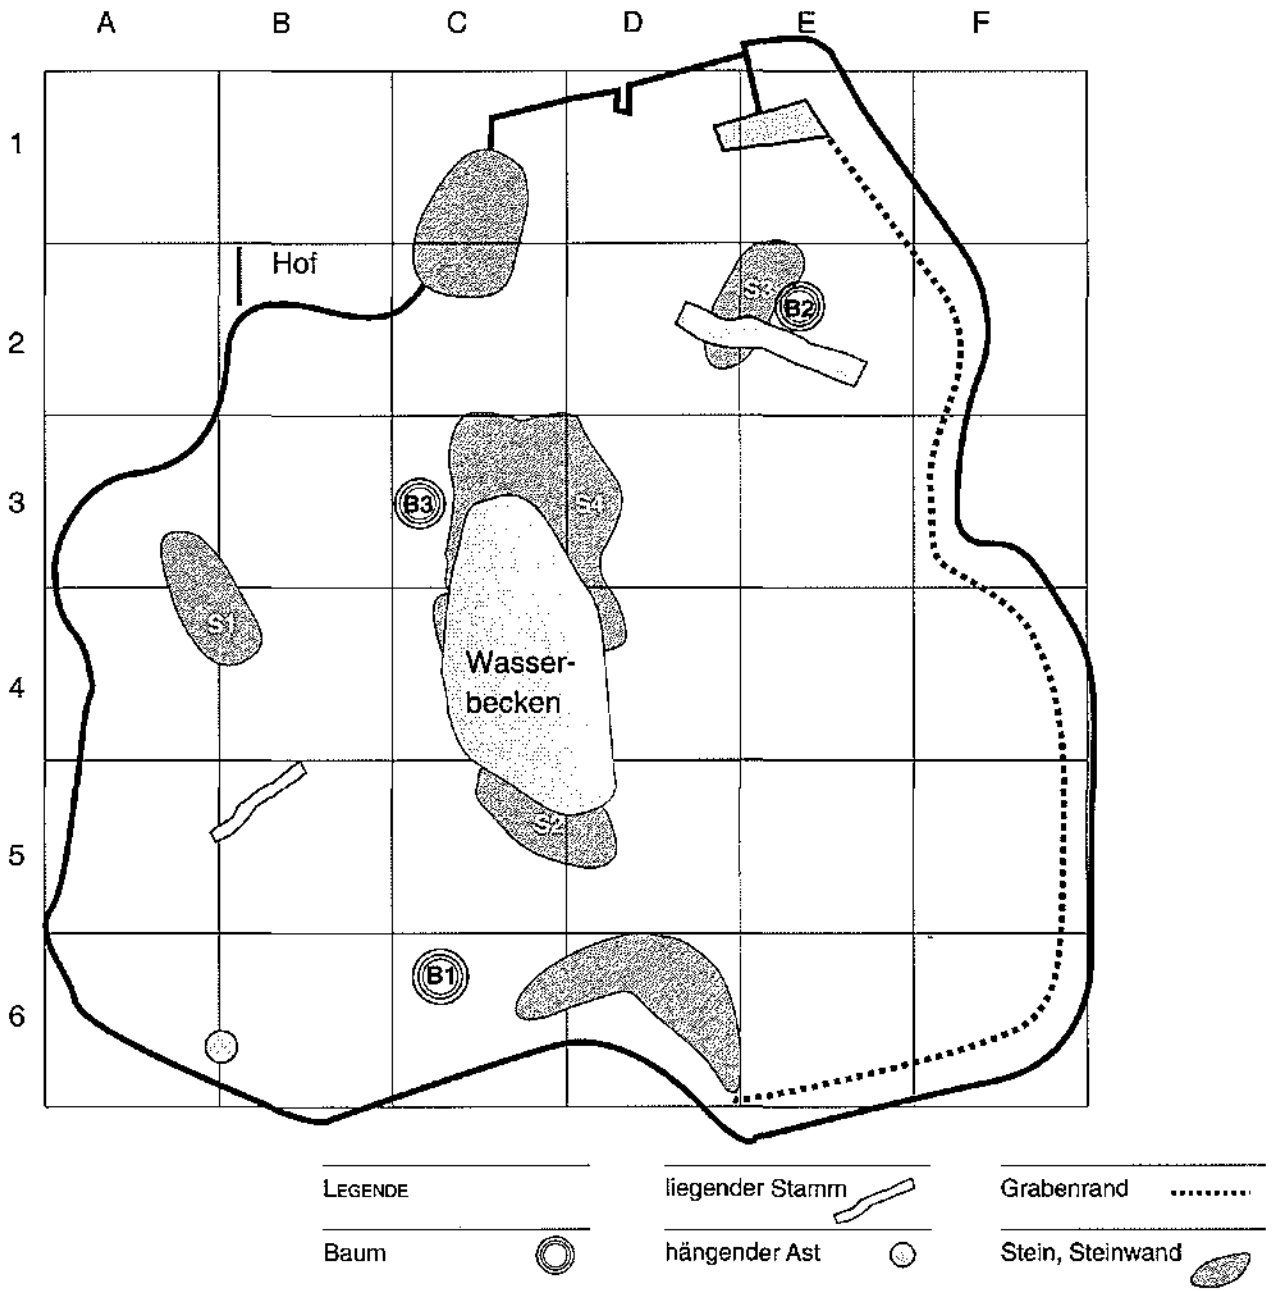 A B C D E F
1
Hof
S3
B2
2
B3
S4
3
S1
Wasser-
becken
4
S2
5
B1
6
LEGENDE
liegender Stamm
Grabenrand
Baum
hängender Ast
Stein, Steinwand